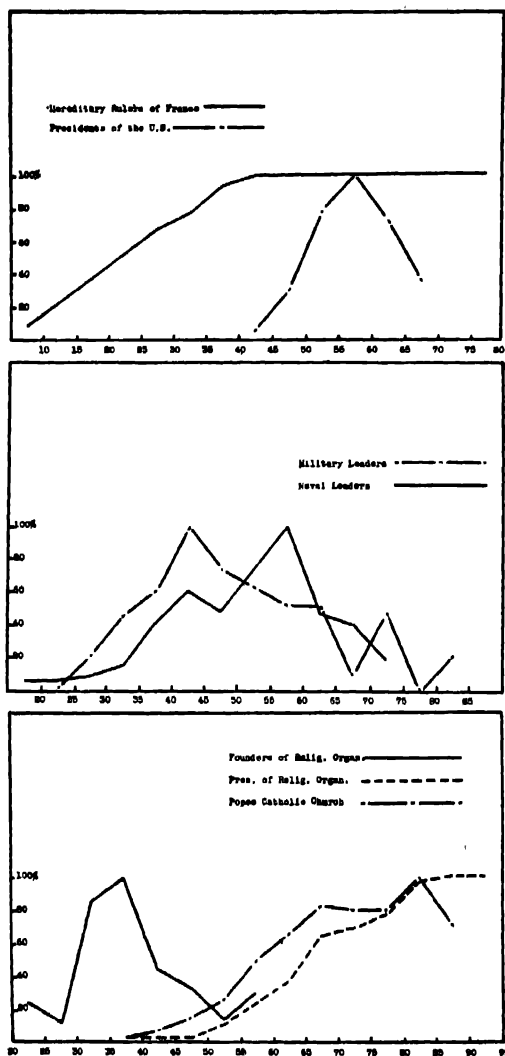 Hereditary Rulers of France
Presidents of the U.S.
100%
80
60
40
20
10 15 20 25 30 35 40 45 50 55 60 65 70 75 80
Military Leaders
Naval Leaders
100%
80
60
40
20
20 25 30 35 40 45 50 55 60 65 70 75 80 85
Founders of Relig. Organ.
Pres. of Relig. Organ.
Popes Catholic Church
100%
80
60
40
20
20 25 30 35 40 45 50 55 60 65 70 75 80 85 90